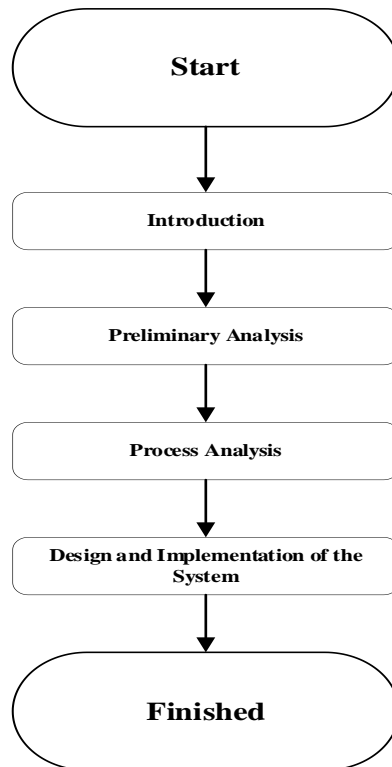 Start
Introduction
Preliminary Analysis
Process Analysis
Design and Implementation of the
System
Finished